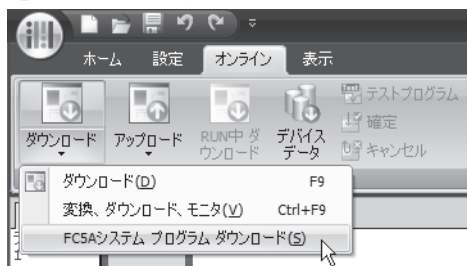 ホーム 設定 オンライン 表示
ダウンロード アップロード RUN中 ダウンロード デバイスデータ
テストプログラム
確定
キャンセル
ダウンロード(D) F9
変換、ダウンロード、モニタ(V) Ctrl+F9
FC5Aシステム プログラム ダウンロード(S)
1